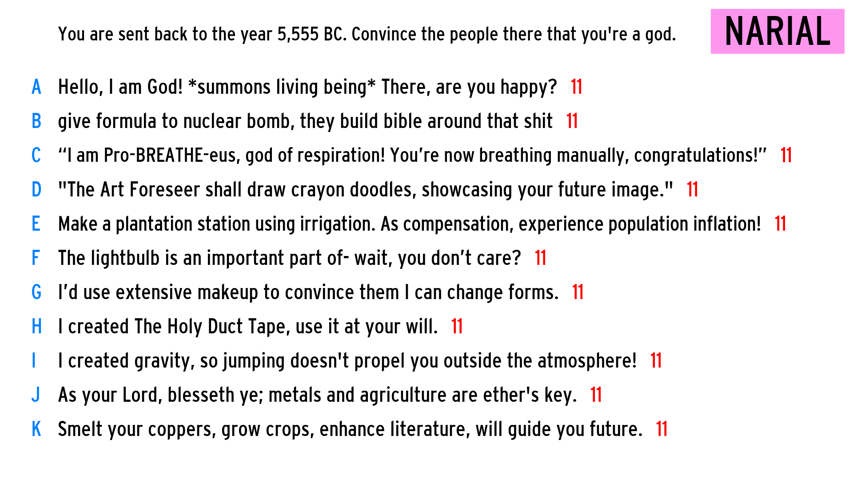 You are sent back to the year 5,555 BC. Convince the people there that you're a god.
NARIAL
A Hello, I am God! *summons living being* There, are you happy? 11
B give formula to nuclear bomb, they build bible around that shit 11
C “I am Pro-BREATHE-eus, god of respiration! You’re now breathing manually, congratulations!” 11
D "The Art Foreseer shall draw crayon doodles, showcasing your future image." 11
E Make a plantation station using irrigation. As compensation, experience population inflation! 11
F The lightbulb is an important part of- wait, you don’t care? 11
G I’d use extensive makeup to convince them I can change forms. 11
H I created The Holy Duct Tape, use it at your will. 11
I I created gravity, so jumping doesn't propel you outside the atmosphere! 11
J As your Lord, blesseth ye; metals and agriculture are ether's key. 11
K Smelt your coppers, grow crops, enhance literature, will guide you future. 11